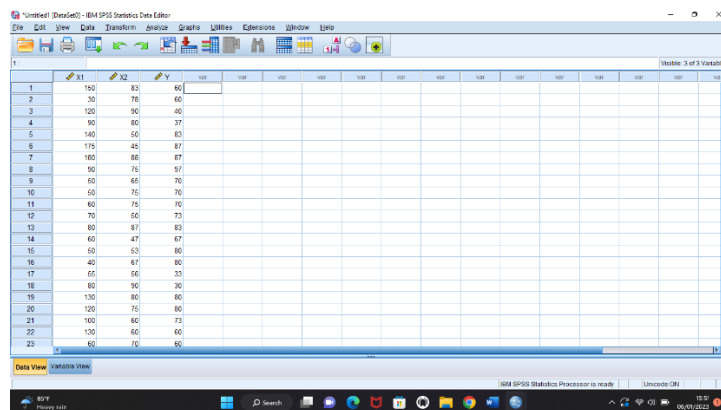 *Untitled1 [DataSet0] - IBM SPSS Statistics Data Editor
File Edit View Data Transform Analyze Graphs Utilities Extensions Window Help
1 :
Visible: 3 of 3 Variabl
X1 X2 Y var var var var var var var var var var var var var va
1 150 83 60
2 30 78 60
3 120 90 40
4 90 80 37
5 140 50 83
6 175 45 87
7 160 88 87
8 90 75 97
9 50 65 70
10 50 75 70
11 60 75 70
12 70 50 73
13 80 87 83
14 60 47 67
15 50 53 80
16 40 67 80
17 55 56 33
18 80 90 30
19 130 80 80
20 120 75 80
21 100 60 73
22 130 60 60
23 60 70 60
Data View Variable View
IBM SPSS Statistics Processor is ready Unicode:ON
85°F
Heavy rain
Search
15:51
06/01/2023